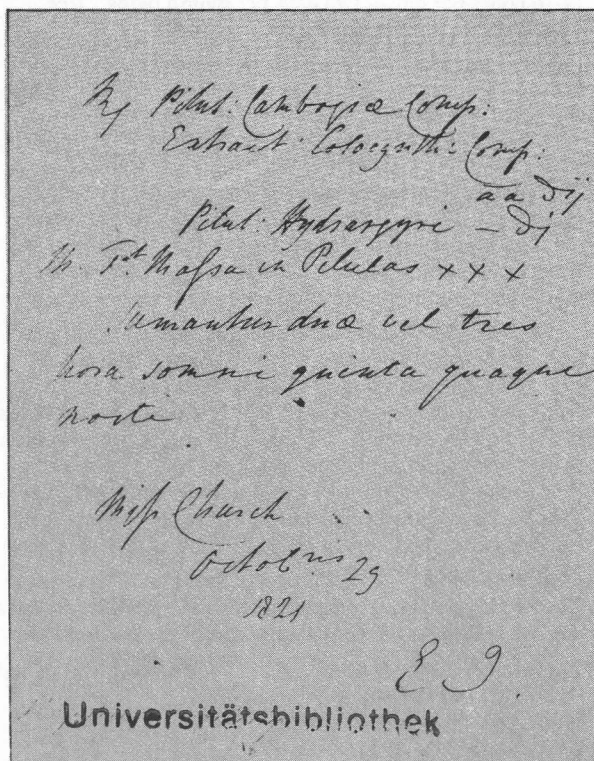 ℞ Pilul: Cambogiæ Comp:
Extract: Colocynth: Comp:
aa ℈ij
Pilul: Hydrargyri – ℈j
M. Ft. Massa in Pilulas xxx
Sumantur duæ vel tres
hora somni quinta quaque
nocte
Miss Church
Octobris 29
1821
E J.
Universitätsbibliothek